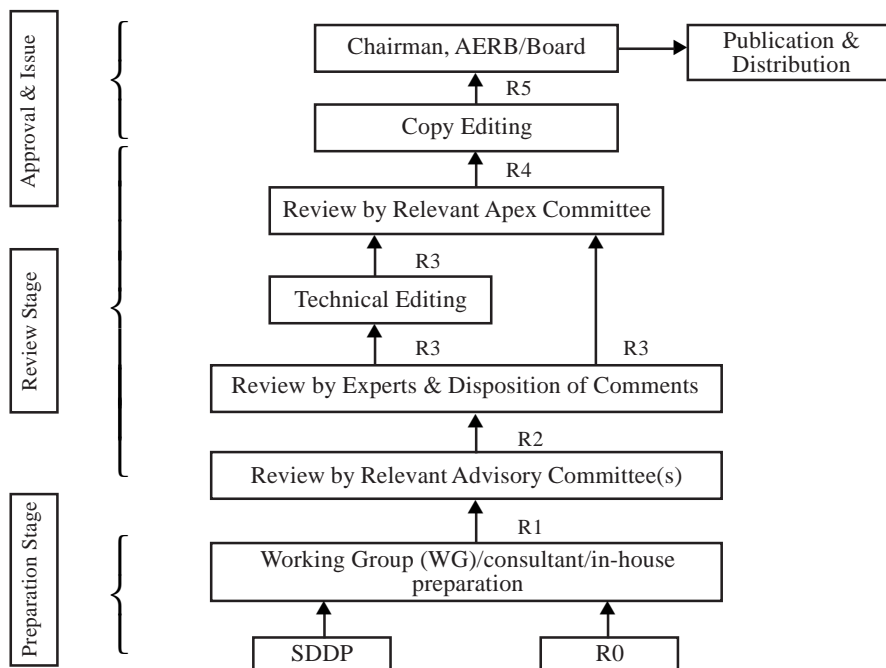 Approval & Issue
Chairman, AERB/Board
Publication &
Distribution
R5
Copy Editing
R4
Review by Relevant Apex Committee
Review Stage
R3
Technical Editing
R3
R3
Review by Experts & Disposition of Comments
R2
Review by Relevant Advisory Committee(s)
Preparation Stage
R1
Working Group (WG)/consultant/in-house
preparation
SDDP
R0